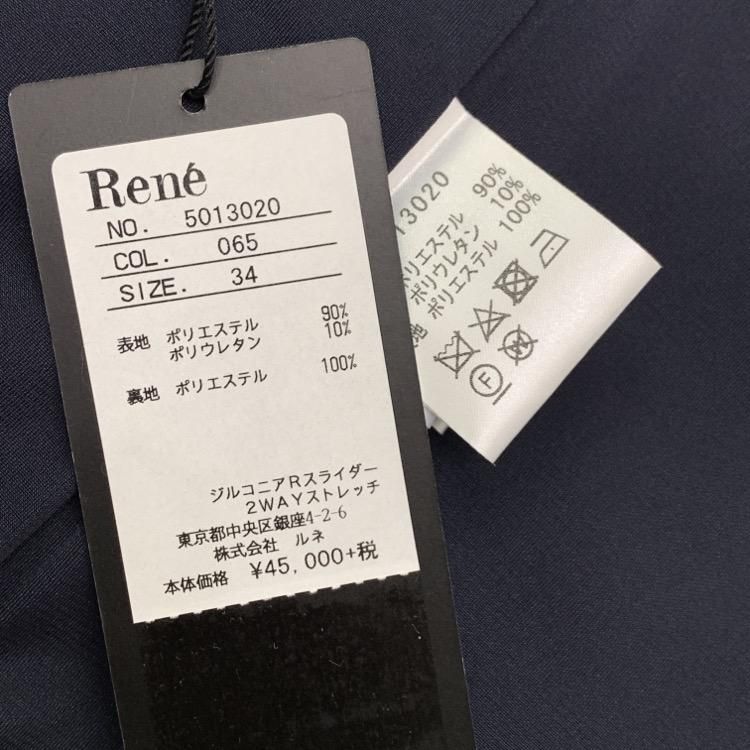 René
NO. 5013020
COL. 065
SIZE. 34
表地 ポリエステル 90%
ポリウレタン 10%
裏地 ポリエステル 100%
ジルコニアRスライダー
2WAYストレッチ
東京都中央区銀座4-2-6
株式会社 ルネ
本体価格 ¥45,000+税
13020
ポリエステル 90%
ポリウレタン 10%
地 ポリエステル 100%
F